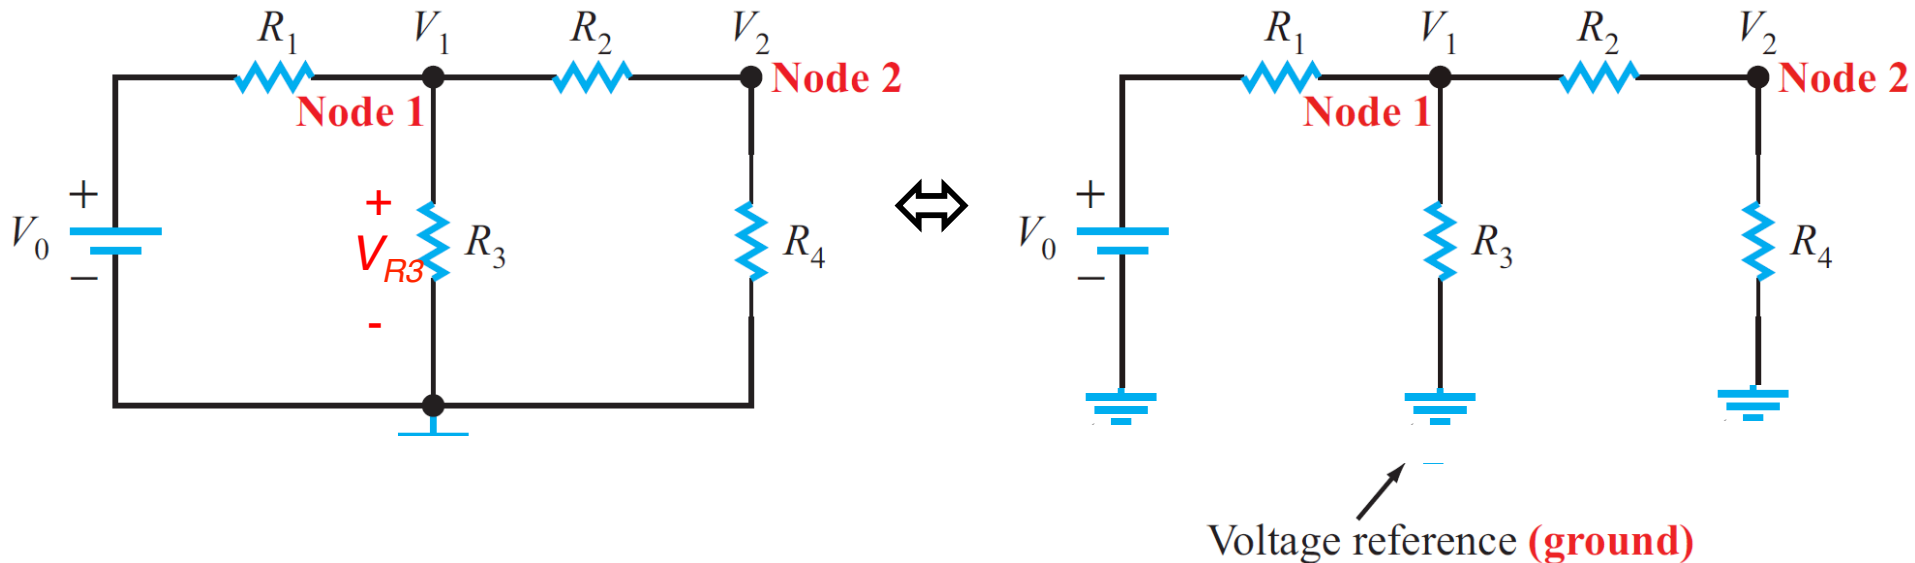 R1 V1 R2 V2
Node 1 Node 2
+
V0
−
+
VR3
-
R3
R4
R1 V1 R2 V2
Node 1 Node 2
+
V0
−
R3
R4
Voltage reference (ground)